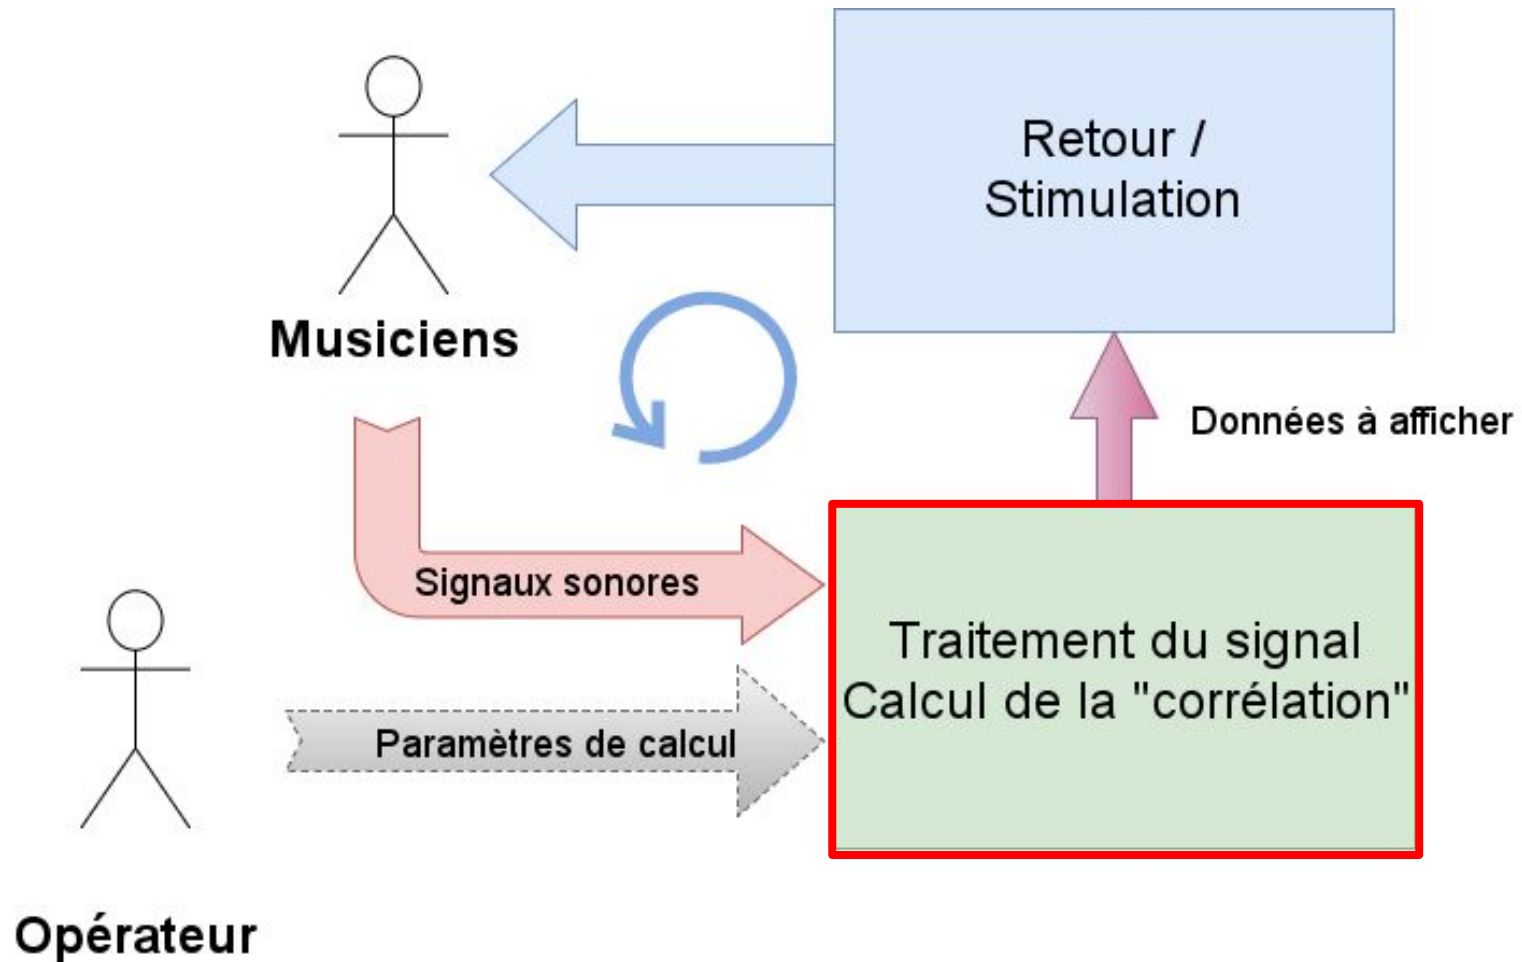 Retour /
Stimulation
Musiciens
Données à afficher
Signaux sonores
Traitement du signal
Calcul de la "corrélation"
Paramètres de calcul
Opérateur